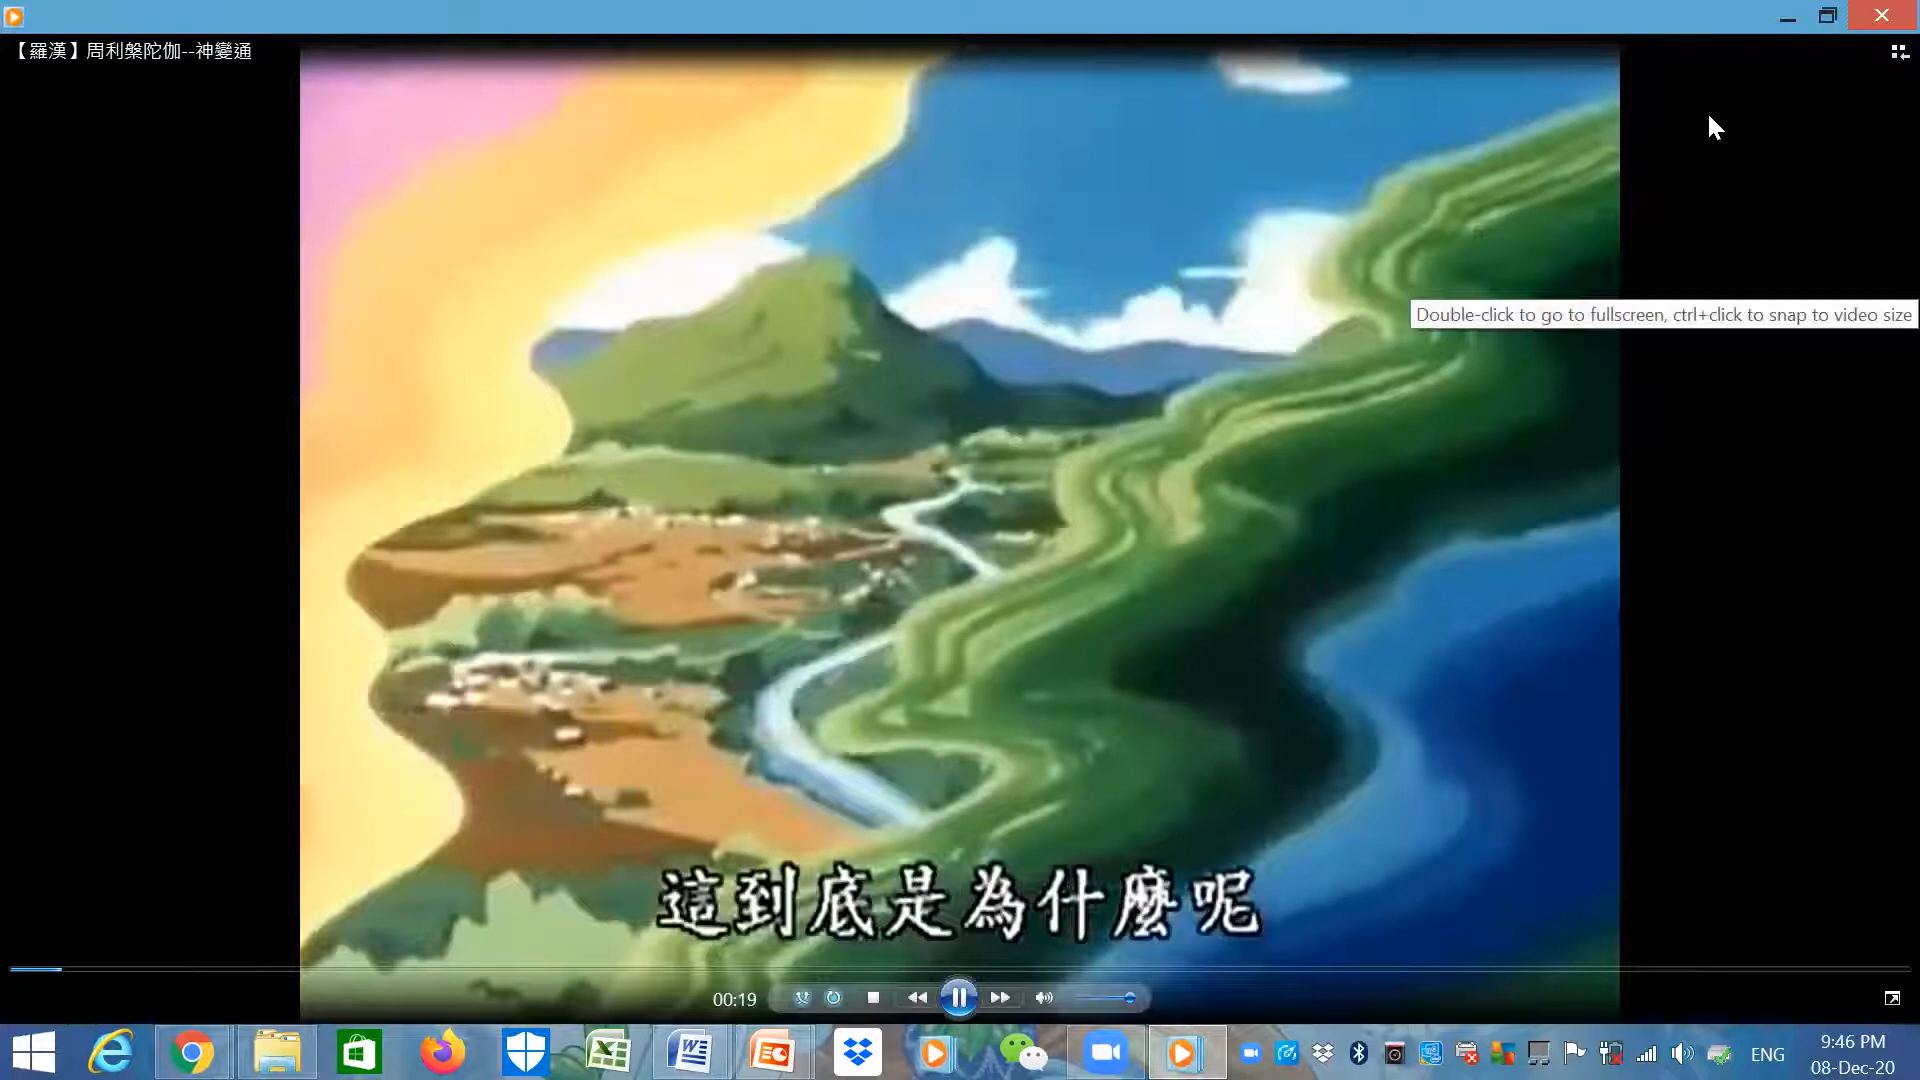 【羅漢】周利槃陀伽--神變通
Double-click to go to fullscreen, ctrl+click to snap to video size
這到底是為什麼呢
00:19
ENG
9:46 PM
08-Dec-20